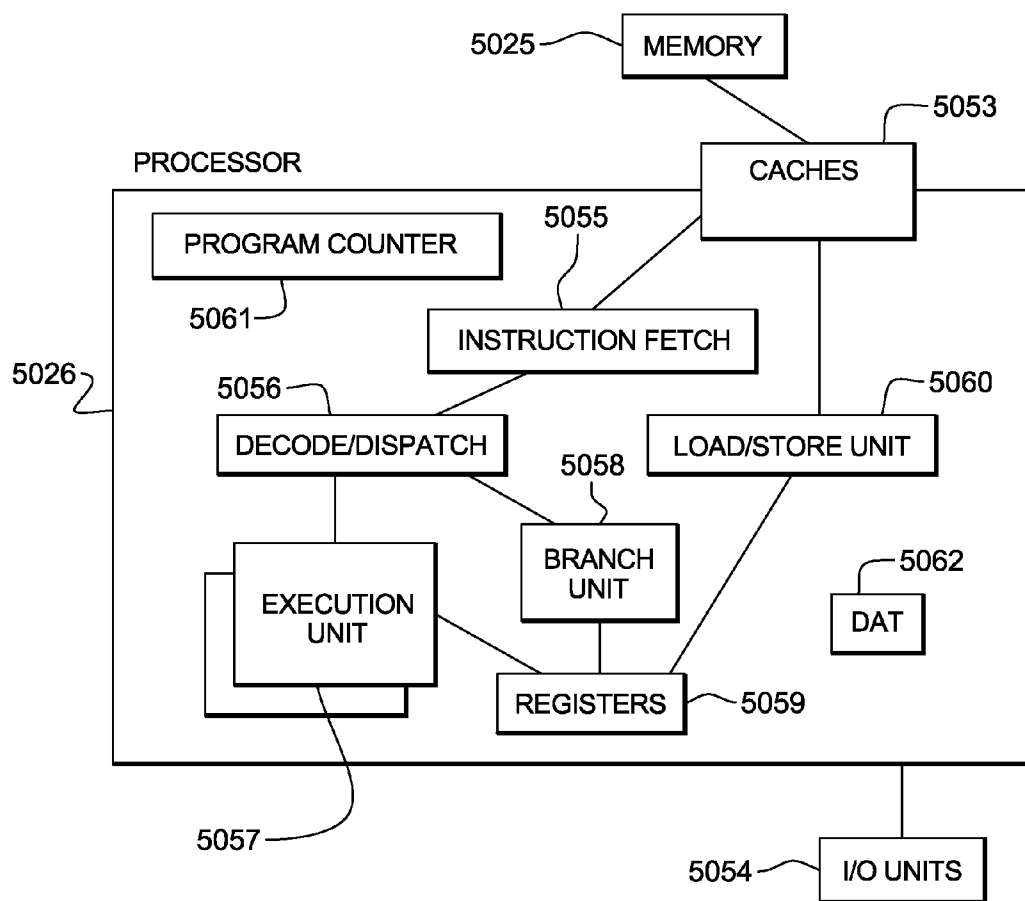 5025
MEMORY
5053
CACHES
PROCESSOR
PROGRAM COUNTER
5061
5055
INSTRUCTION FETCH
5026
5056
DECODE/DISPATCH
5060
LOAD/STORE UNIT
5058
BRANCH
UNIT
EXECUTION
UNIT
5062
DAT
REGISTERS
5059
5057
5054
I/O UNITS